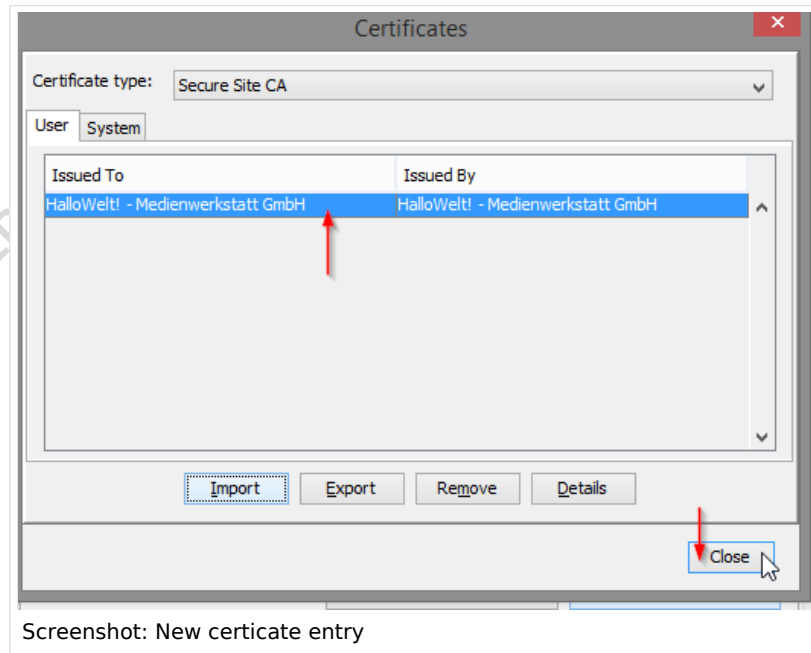 Certificates
Certificate type: Secure Site CA
User System
Issued To Issued By
HalloWelt! - Medienwerkstatt GmbH HalloWelt! - Medienwerkstatt GmbH
Import Export Remove Details
Close
Screenshot: New certicate entry